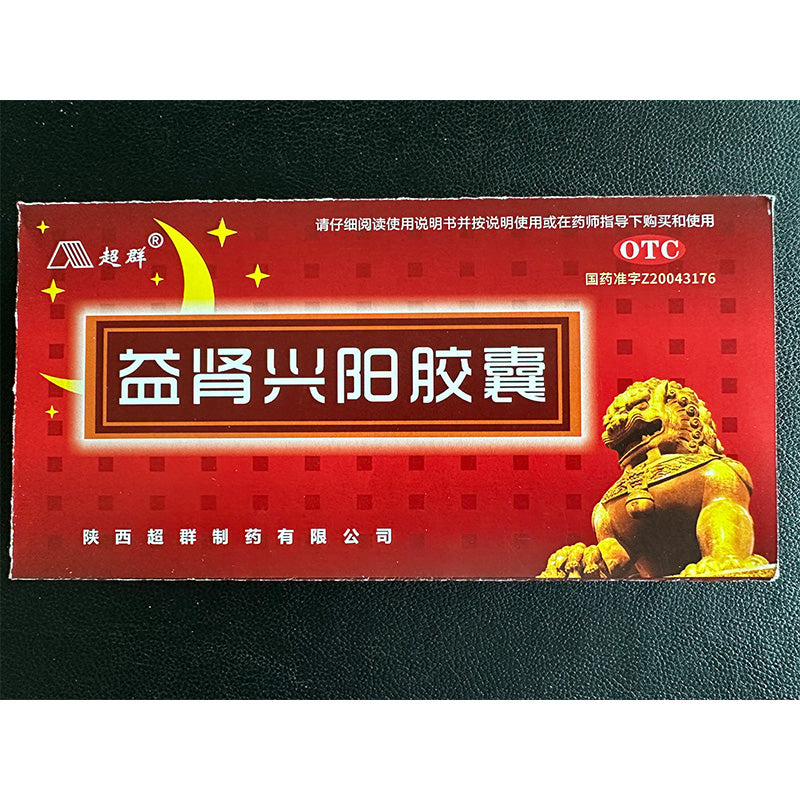 请仔细阅读使用说明书并按说明使用或在药师指导下购买和使用
超群®
OTC
国药准字Z20043176
益肾兴阳胶囊
陕西超群制药有限公司